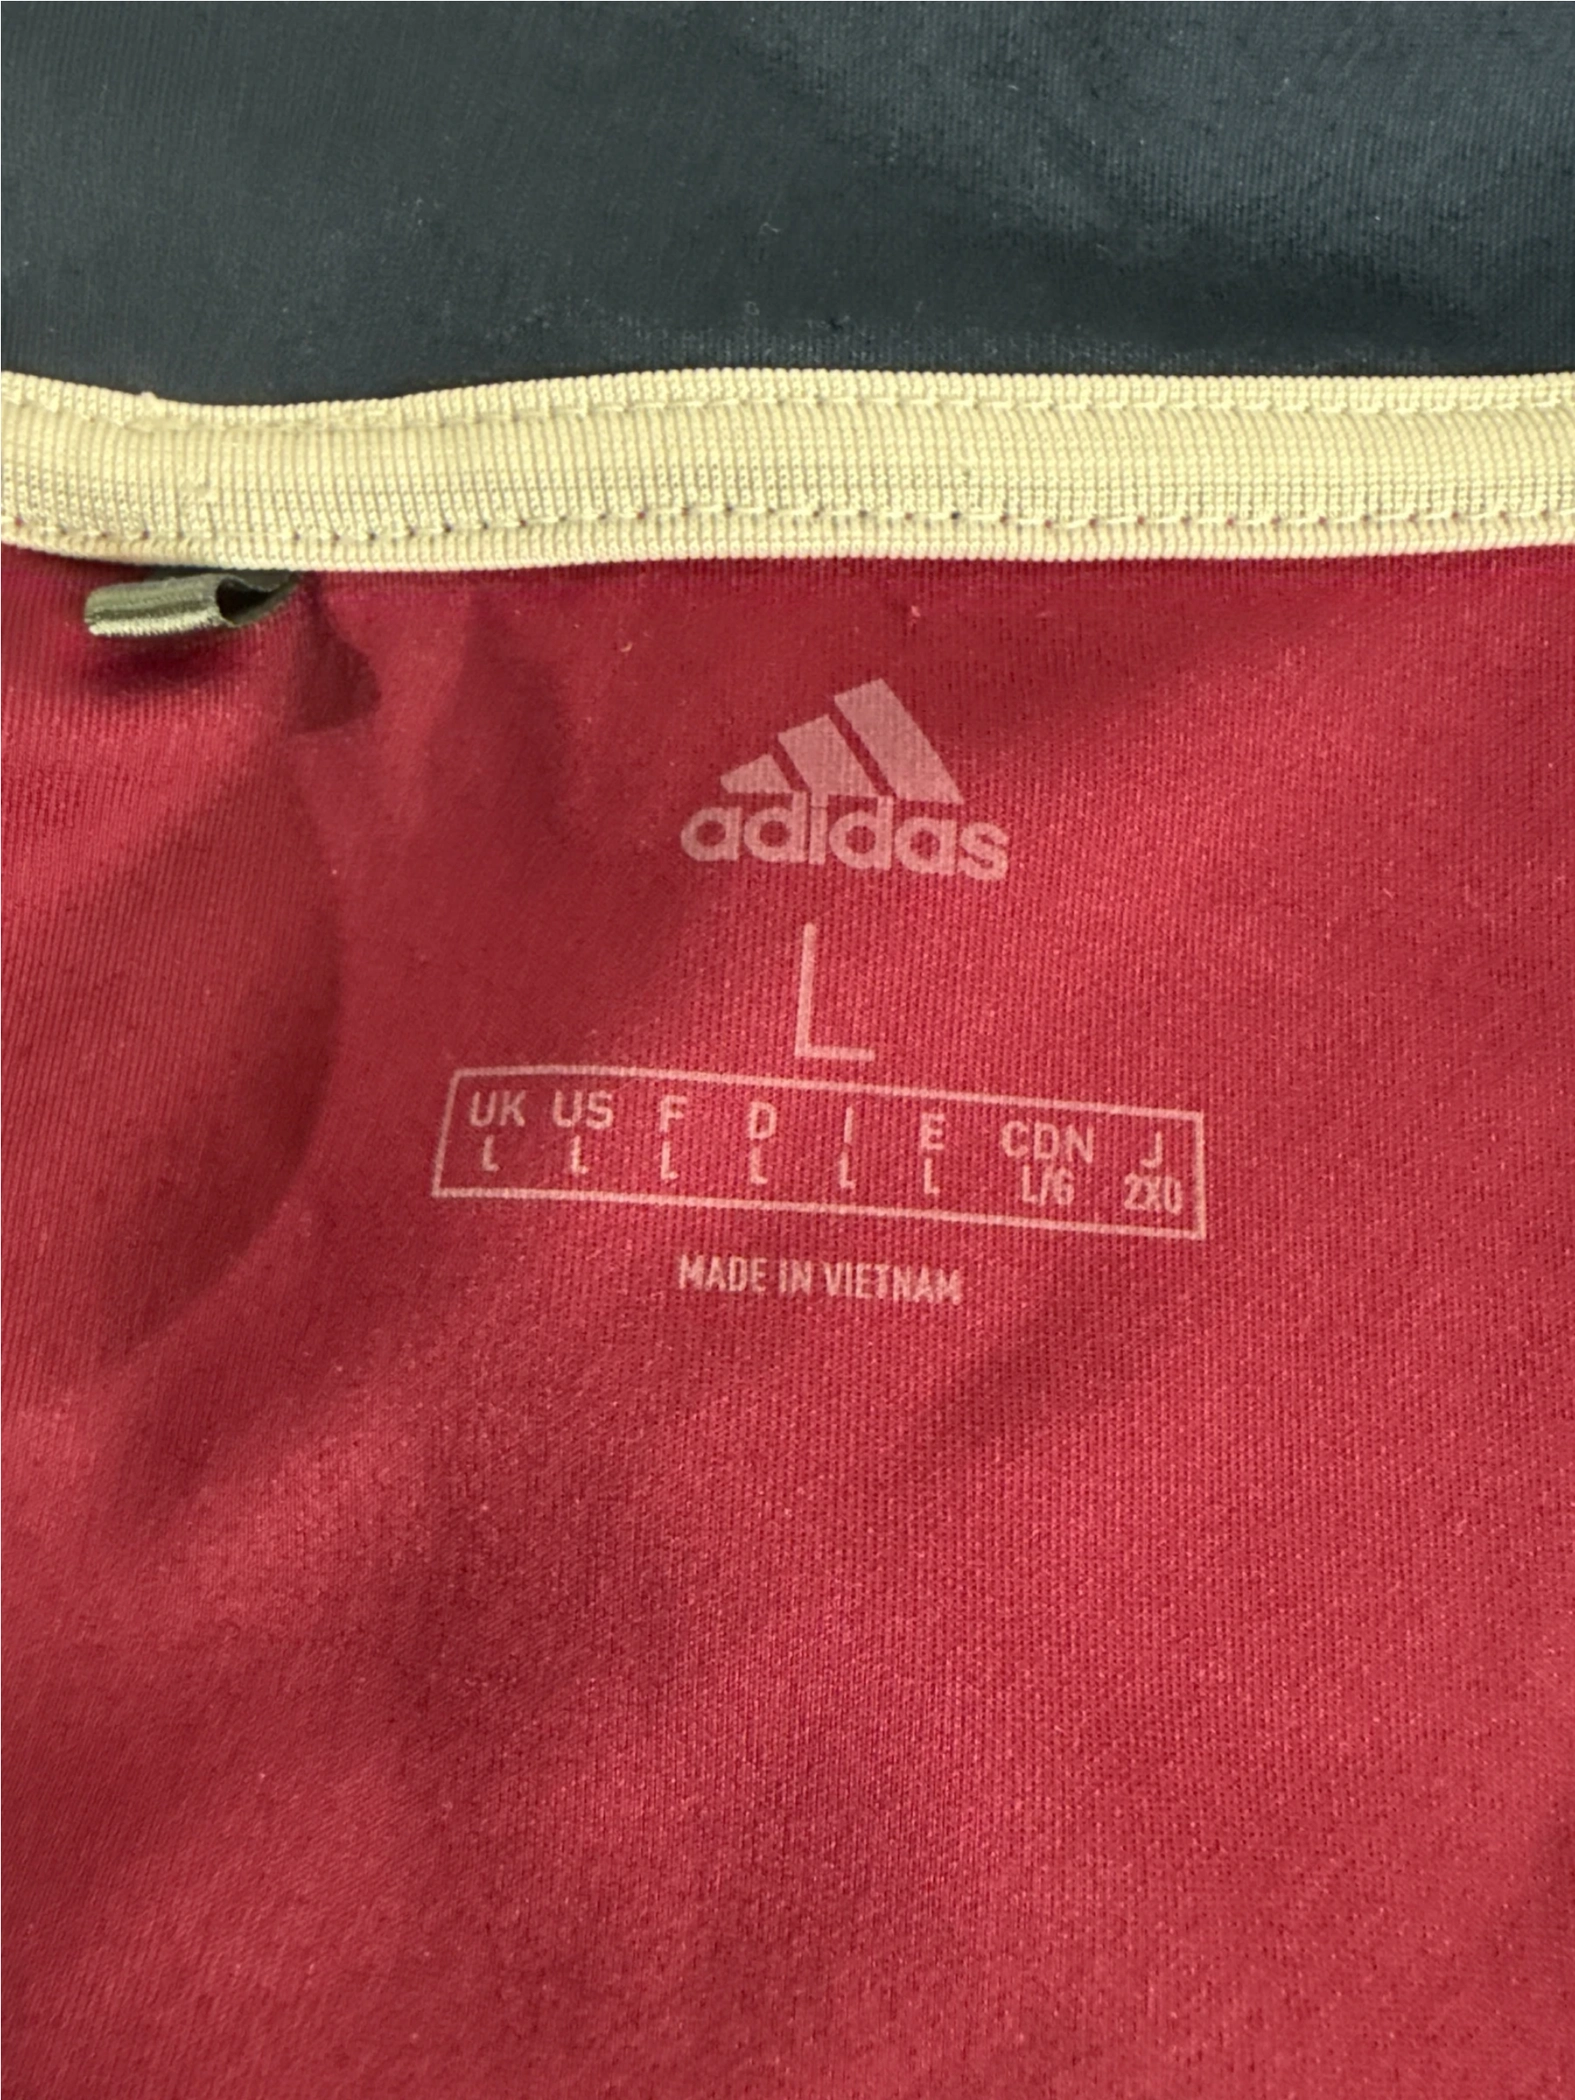 adidas
L
UK US F D I E CDN J
L L L L L L L/G 2XO
MADE IN VIETNAM